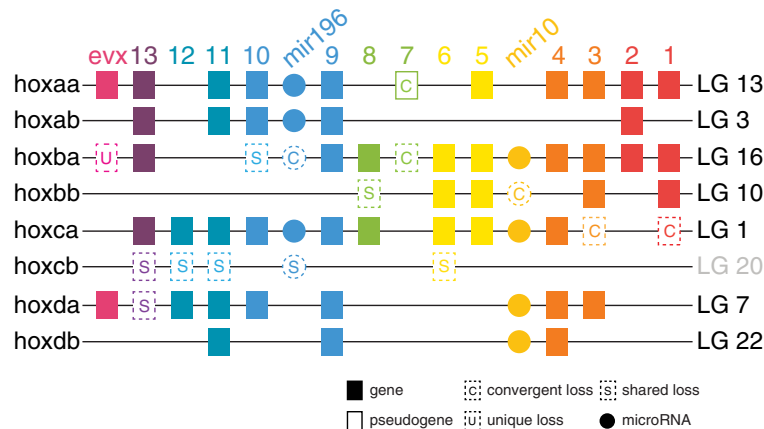 evx 13 12 11 10 mir196 9 8 7 6 5 mir10 4 3 2 1
hoxaa C LG 13
hoxab LG 3
hoxba U S C C LG 16
hoxbb S C LG 10
hoxca C C LG 1
hoxcb S S S S S LG 20
hoxda S LG 7
hoxdb LG 22
gene C convergent loss S shared loss
pseudogene U unique loss microRNA